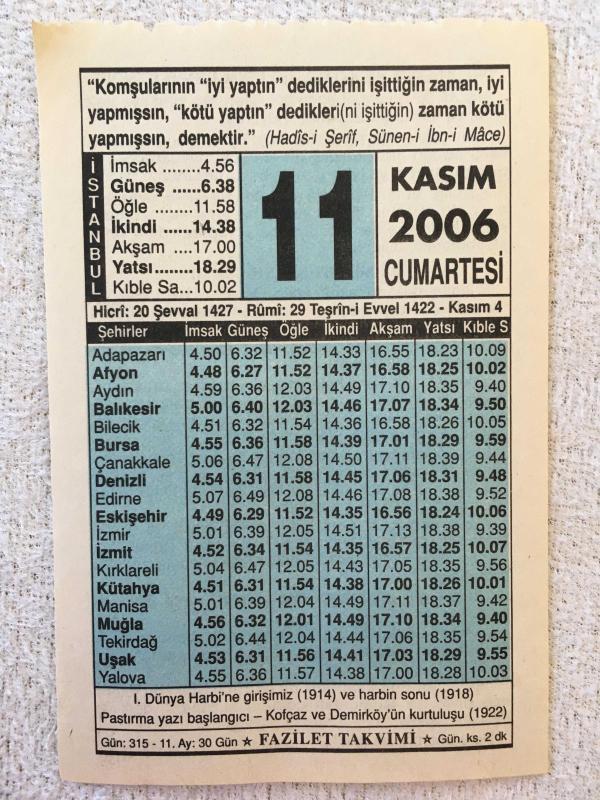 “Komşularının “iyi yaptın” dediklerini işittiğin zaman, iyi
yapmışsın, “kötü yaptın” dedikleri(ni işittiğin) zaman kötü
yapmışsın, demektir.” (Hadîs-i Şerîf, Sünen-i İbn-i Mâce)
İSTANBUL
İmsak ........4.56
Güneş ......6.38
Öğle ........11.58
İkindi ......14.38
Akşam ....17.00
Yatsı........18.29
Kıble Sa...10.02
11
KASIM
2006
CUMARTESİ
Hicrî: 20 Şevval 1427 - Rûmî: 29 Teşrîn-i Evvel 1422 - Kasım 4
Şehirler İmsak Güneş Öğle İkindi Akşam Yatsı Kıble S
Adapazarı 4.50 6.32 11.52 14.33 16.55 18.23 10.09
Afyon 4.48 6.27 11.52 14.37 16.58 18.25 10.02
Aydın 4.59 6.36 12.03 14.49 17.10 18.35 9.40
Balıkesir 5.00 6.40 12.03 14.46 17.07 18.34 9.50
Bilecik 4.51 6.32 11.54 14.36 16.58 18.26 10.05
Bursa 4.55 6.36 11.58 14.39 17.01 18.29 9.59
Çanakkale 5.06 6.47 12.08 14.50 17.11 18.39 9.44
Denizli 4.54 6.31 11.58 14.45 17.06 18.31 9.48
Edirne 5.07 6.49 12.08 14.46 17.08 18.38 9.52
Eskişehir 4.49 6.29 11.52 14.35 16.56 18.24 10.06
İzmir 5.01 6.39 12.05 14.51 17.13 18.38 9.39
İzmit 4.52 6.34 11.54 14.35 16.57 18.25 10.07
Kırklareli 5.04 6.47 12.05 14.43 17.05 18.35 9.56
Kütahya 4.51 6.31 11.54 14.38 17.00 18.26 10.01
Manisa 5.01 6.39 12.04 14.49 17.11 18.37 9.42
Muğla 4.56 6.32 12.01 14.49 17.10 18.34 9.40
Tekirdağ 5.02 6.44 12.04 14.44 17.06 18.35 9.54
Uşak 4.53 6.31 11.56 14.41 17.03 18.29 9.55
Yalova 4.55 6.36 11.57 14.38 17.00 18.28 10.03
I. Dünya Harbi’ne girişimiz (1914) ve harbin sonu (1918)
Pastırma yazı başlangıcı – Kofçaz ve Demirköy’ün kurtuluşu (1922)
Gün: 315 - 11. Ay: 30 Gün ★ FAZİLET TAKVİMİ ★ Gün. ks. 2 dk